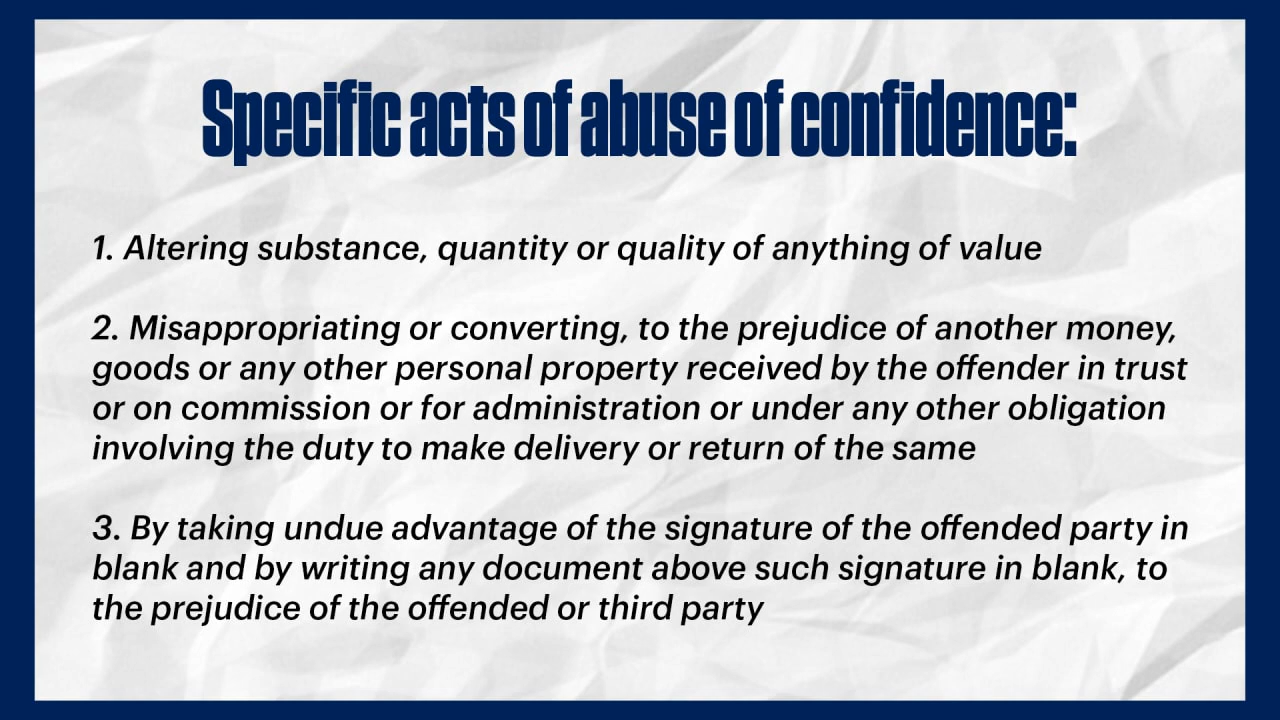 Specific acts of abuse of confidence:
1. Altering substance, quantity or quality of anything of value
2. Misappropriating or converting, to the prejudice of another money,
goods or any other personal property received by the offender in trust
or on commission or for administration or under any other obligation
involving the duty to make delivery or return of the same
3. By taking undue advantage of the signature of the offended party in
blank and by writing any document above such signature in blank, to
the prejudice of the offended or third party